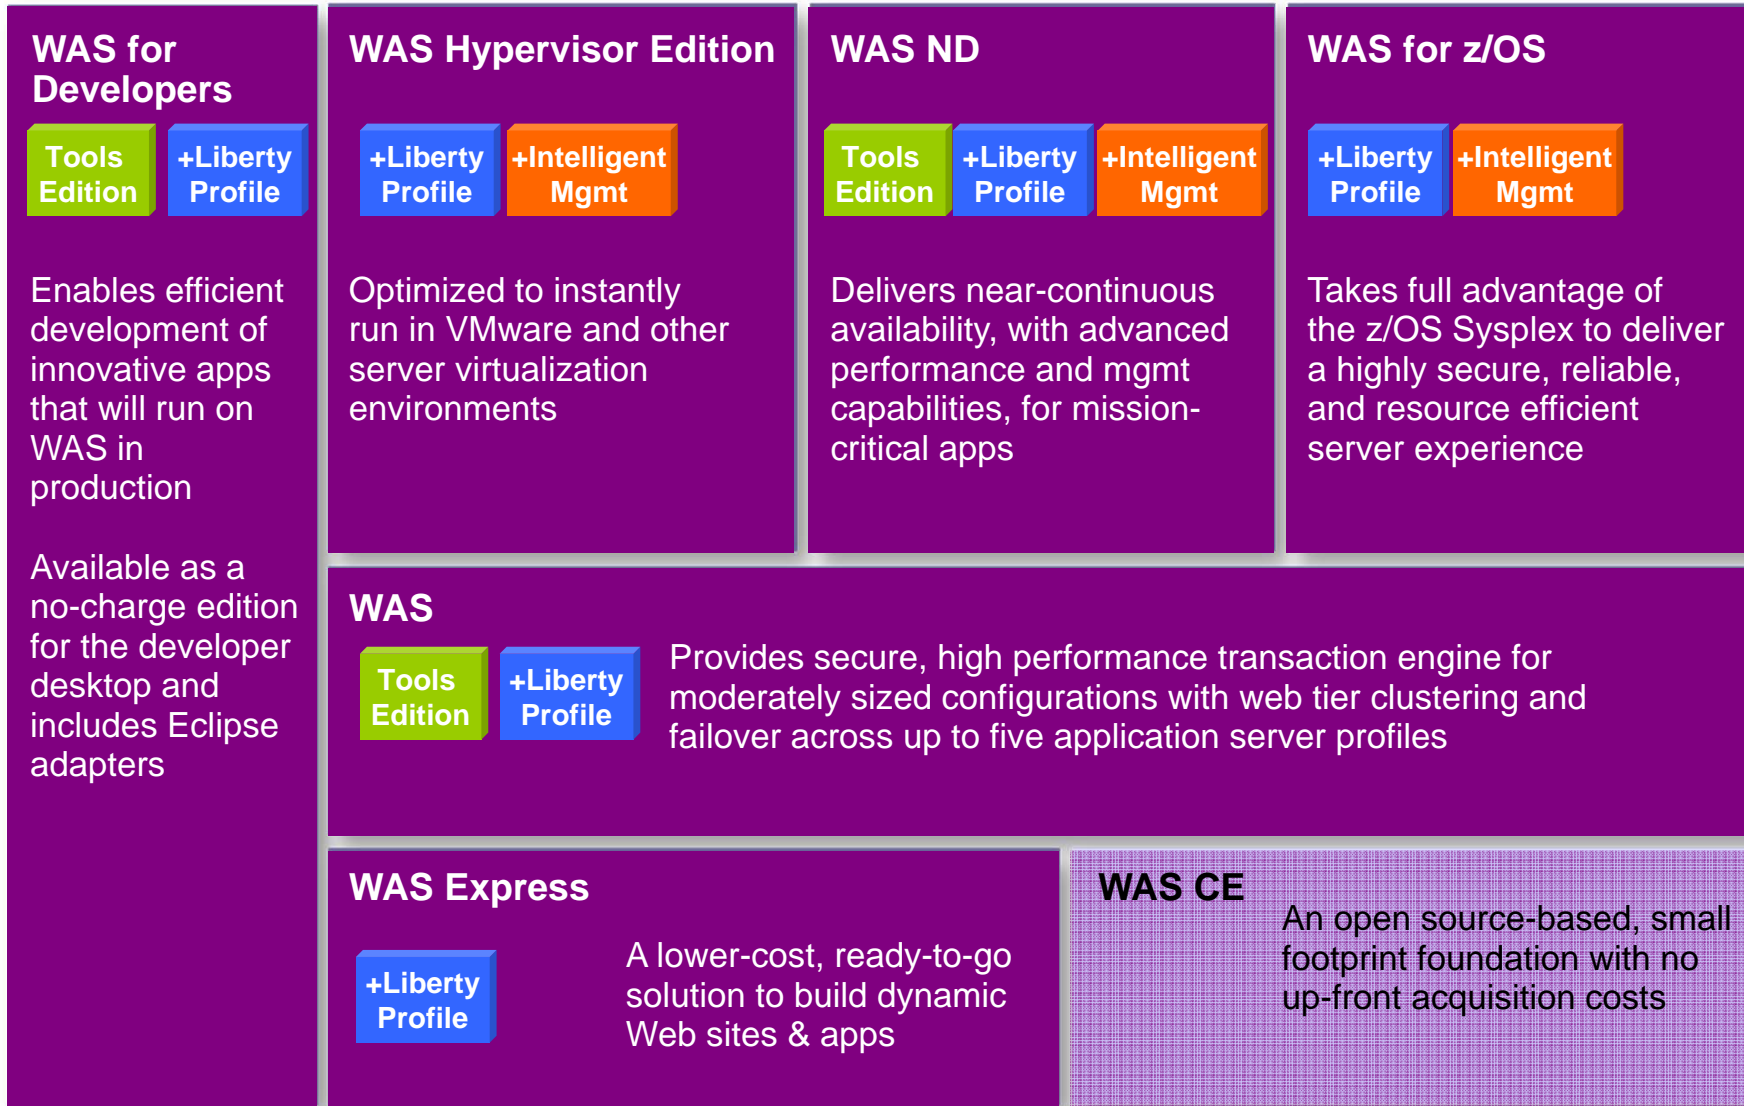 WAS for
Developers
Tools
Edition
+Liberty
Profile
Enables efficient
development of
innovative apps
that will run on
WAS in
production
Available as a
no-charge edition
for the developer
desktop and
includes Eclipse
adapters
WAS Hypervisor Edition
+Liberty
Profile
+Intelligent
Mgmt
Optimized to instantly
run in VMware and other
server virtualization
environments
WAS ND
Tools
Edition
+Liberty
Profile
+Intelligent
Mgmt
Delivers near-continuous
availability, with advanced
performance and mgmt
capabilities, for mission-
critical apps
WAS for z/OS
+Liberty
Profile
+Intelligent
Mgmt
Takes full advantage of
the z/OS Sysplex to deliver
a highly secure, reliable,
and resource efficient
server experience
WAS
Tools
Edition
+Liberty
Profile
Provides secure, high performance transaction engine for
moderately sized configurations with web tier clustering and
failover across up to five application server profiles
WAS Express
+Liberty
Profile
A lower-cost, ready-to-go
solution to build dynamic
Web sites & apps
WAS CE
An open source-based, small
footprint foundation with no
up-front acquisition costs